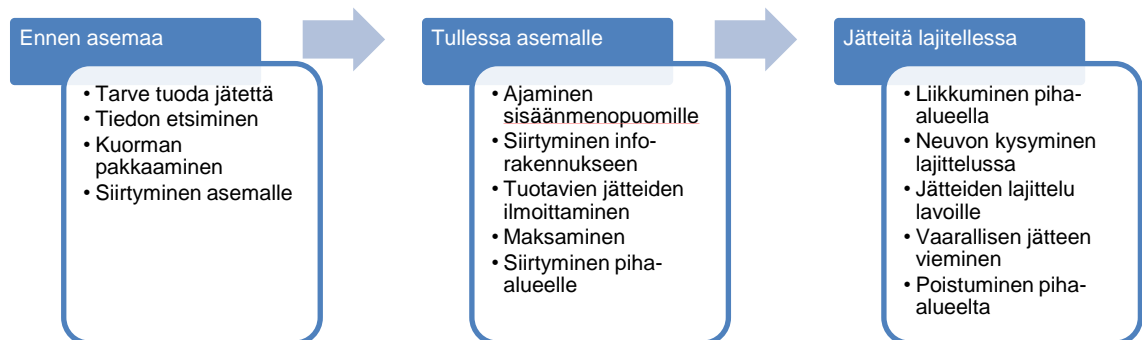 Ennen asemaa
• Tarve tuoda jätettä
• Tiedon etsiminen
• Kuorman
pakkaaminen
• Siirtyminen asemalle
Tullessa asemalle
• Ajaminen
sisäänmenopuomille
• Siirtyminen info-
rakennukseen
• Tuotavien jätteiden
ilmoittaminen
• Maksaminen
• Siirtyminen piha-
alueelle
Jätteitä lajitellessa
• Liikkuminen piha-
alueella
• Neuvon kysyminen
lajittelussa
• Jätteiden lajittelu
lavoille
• Vaarallisen jätteen
vieminen
• Poistuminen piha-
alueelta